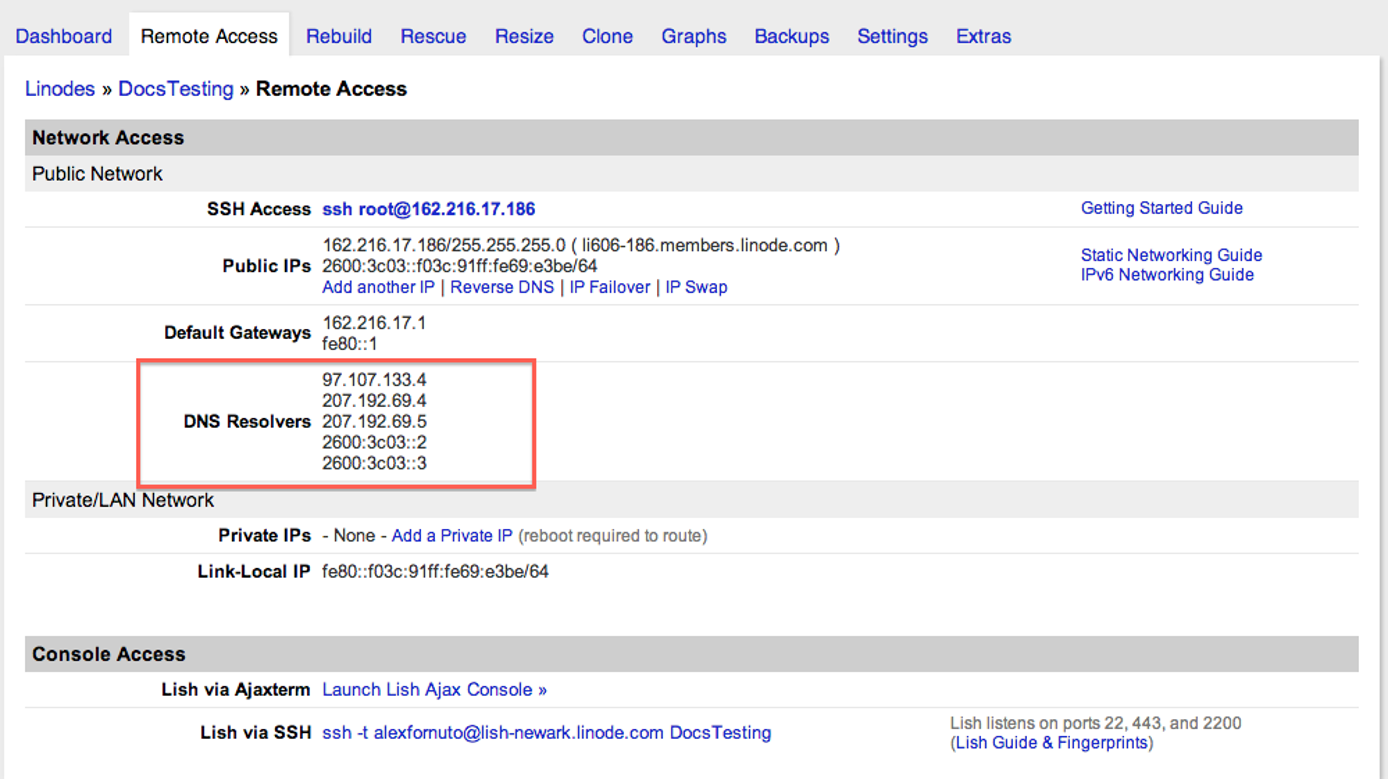 Dashboard Remote Access Rebuild Rescue Resize Clone Graphs Backups Settings Extras
Linodes » DocsTesting » Remote Access
Network Access
Public Network
SSH Access ssh root@162.216.17.186 Getting Started Guide
Public IPs
162.216.17.186/255.255.255.0 ( li606-186.members.linode.com )
2600:3c03::f03c:91ff:fe69:e3be/64
Add another IP | Reverse DNS | IP Failover | IP Swap
Static Networking Guide
IPv6 Networking Guide
Default Gateways
162.216.17.1
fe80::1
DNS Resolvers
97.107.133.4
207.192.69.4
207.192.69.5
2600:3c03::2
2600:3c03::3
Private/LAN Network
Private IPs - None - Add a Private IP (reboot required to route)
Link-Local IP fe80::f03c:91ff:fe69:e3be/64
Console Access
Lish via Ajaxterm Launch Lish Ajax Console »
Lish via SSH ssh -t alexfornuto@lish-newark.linode.com DocsTesting
Lish listens on ports 22, 443, and 2200
(Lish Guide & Fingerprints)